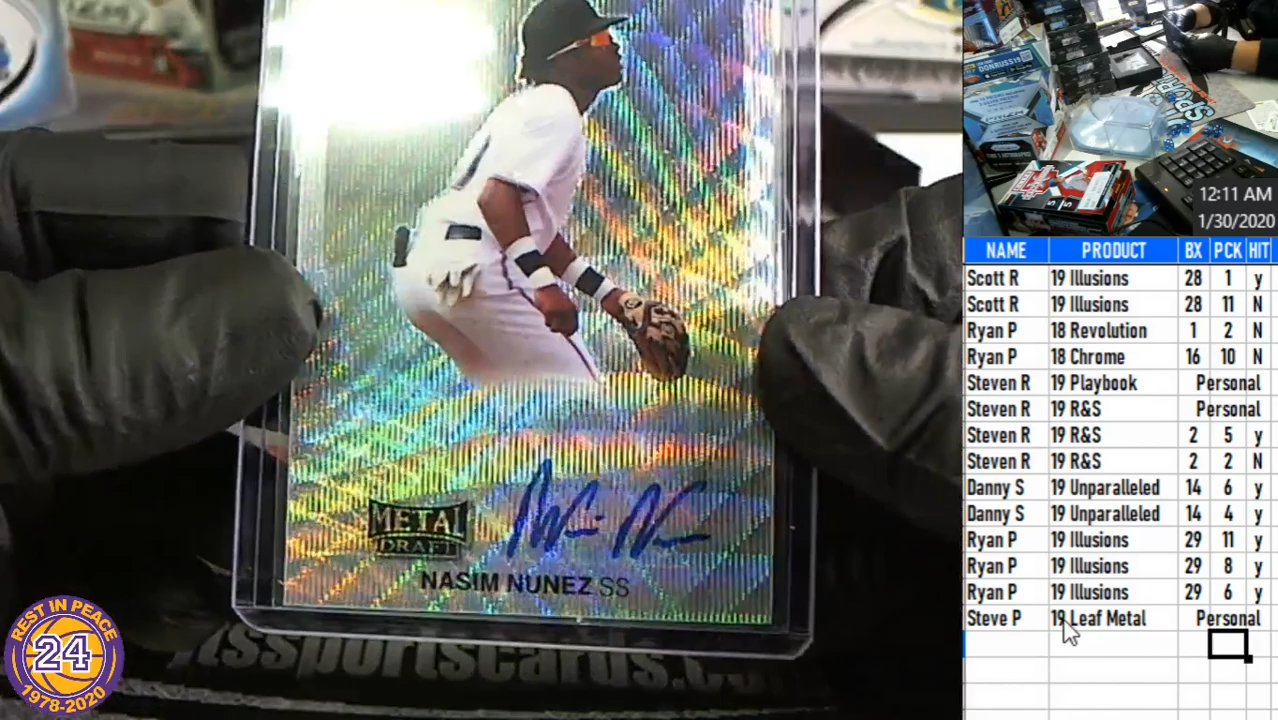 METAL
DRAFT
NASIM NUNEZ SS
ssportscards.co
REST IN PEACE
24
1978-2020
DONRUSS19
12:11 AM
1/30/2020
NAME PRODUCT BX PCK HIT
Scott R 19 Illusions 28 1 y
Scott R 19 Illusions 28 11 N
Ryan P 18 Revolution 1 2 N
Ryan P 18 Chrome 16 10 N
Steven R 19 Playbook Personal
Steven R 19 R&S Personal
Steven R 19 R&S 2 5 y
Steven R 19 R&S 2 2 N
Danny S 19 Unparalleled 14 6 y
Danny S 19 Unparalleled 14 4 y
Ryan P 19 Illusions 29 11 y
Ryan P 19 Illusions 29 8 y
Ryan P 19 Illusions 29 6 y
Steve P 19 Leaf Metal Personal